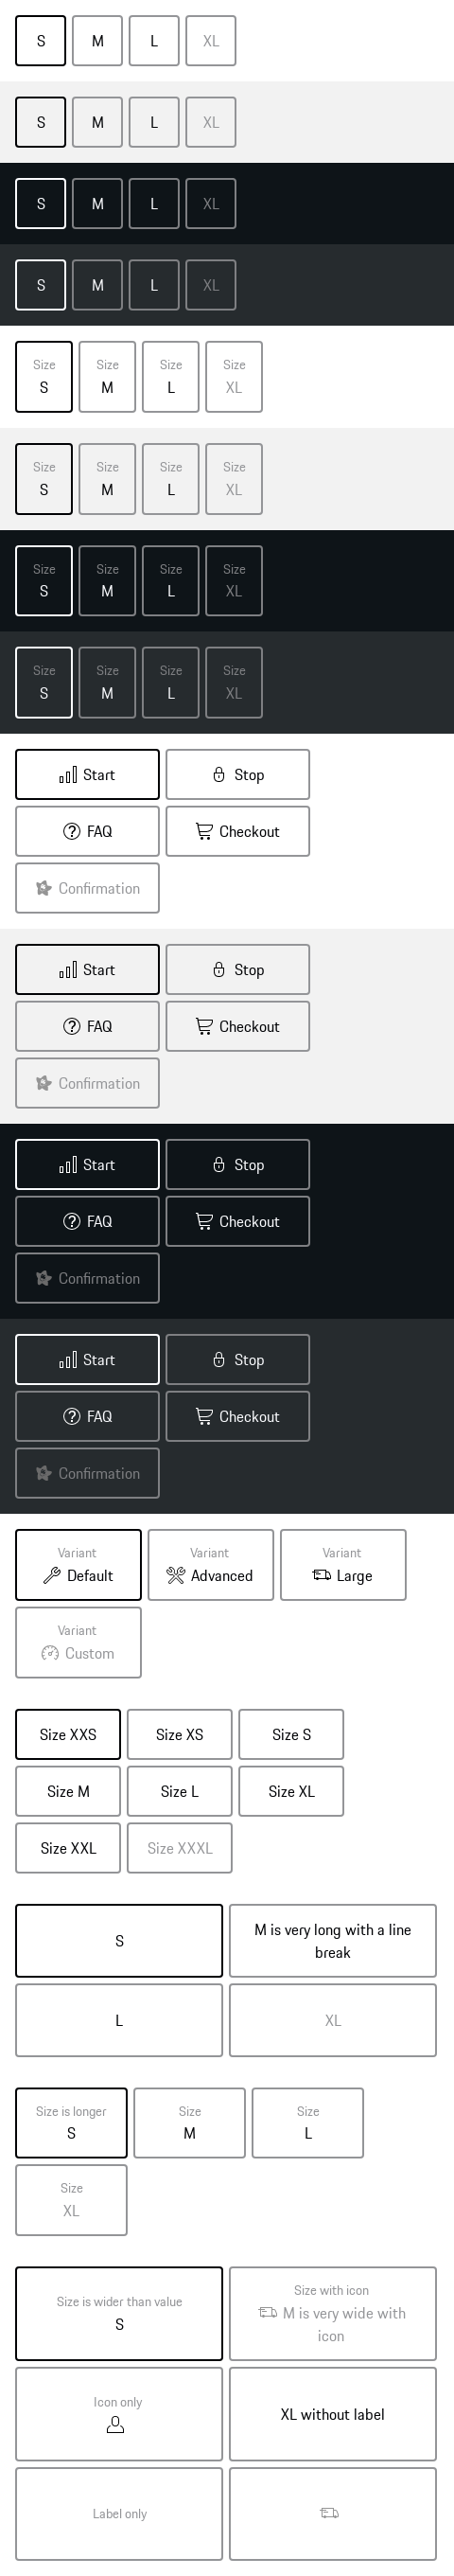 S M L XL
S M L XL
S M L XL
S M L XL
Size Size Size Size
S M L XL
Size Size Size Size
S M L XL
Size Size Size Size
S M L XL
Size Size Size Size
S M L XL
Start Stop
FAQ Checkout
Confirmation
Start Stop
FAQ Checkout
Confirmation
Start Stop
FAQ Checkout
Confirmation
Start Stop
FAQ Checkout
Confirmation
Variant Variant Variant
Default Advanced Large
Variant
Custom
Size XXS Size XS Size S
Size M Size L Size XL
Size XXL Size XXXL
S
M is very long with a line
break
L XL
Size is longer Size Size
S M L
Size
XL
Size is wider than value
S
Size with icon
M is very wide with
icon
Icon only
XL without label
Label only